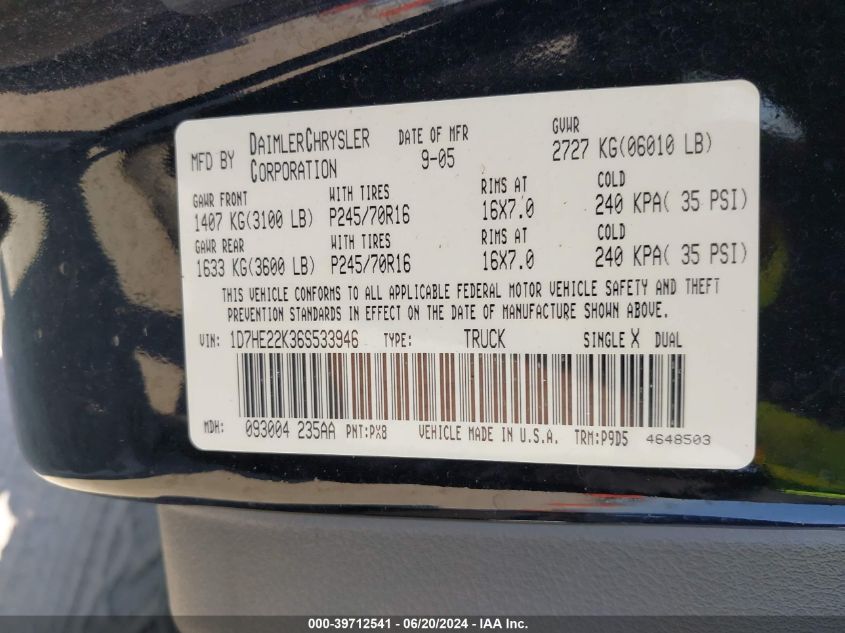 MFD BY DAIMLERCHRYSLER CORPORATION DATE OF MFR 9-05 GVWR 2727 KG(06010 LB)
GAWR FRONT WITH TIRES RIMS AT COLD
1407 KG(3100 LB) P245/70R16 16X7.0 240 KPA( 35 PSI)
GAWR REAR WITH TIRES RIMS AT COLD
1633 KG(3600 LB) P245/70R16 16X7.0 240 KPA( 35 PSI)
THIS VEHICLE CONFORMS TO ALL APPLICABLE FEDERAL MOTOR VEHICLE SAFETY AND THEFT
PREVENTION STANDARDS IN EFFECT ON THE DATE OF MANUFACTURE SHOWN ABOVE.
VIN: 1D7HE22K36S533946 TYPE: TRUCK SINGLE X DUAL
MDH: 093004 235AA PNT:PX8 VEHICLE MADE IN U.S.A. TRM:P9D5 4648503
000-39712541 - 06/20/2024 - IAA Inc.